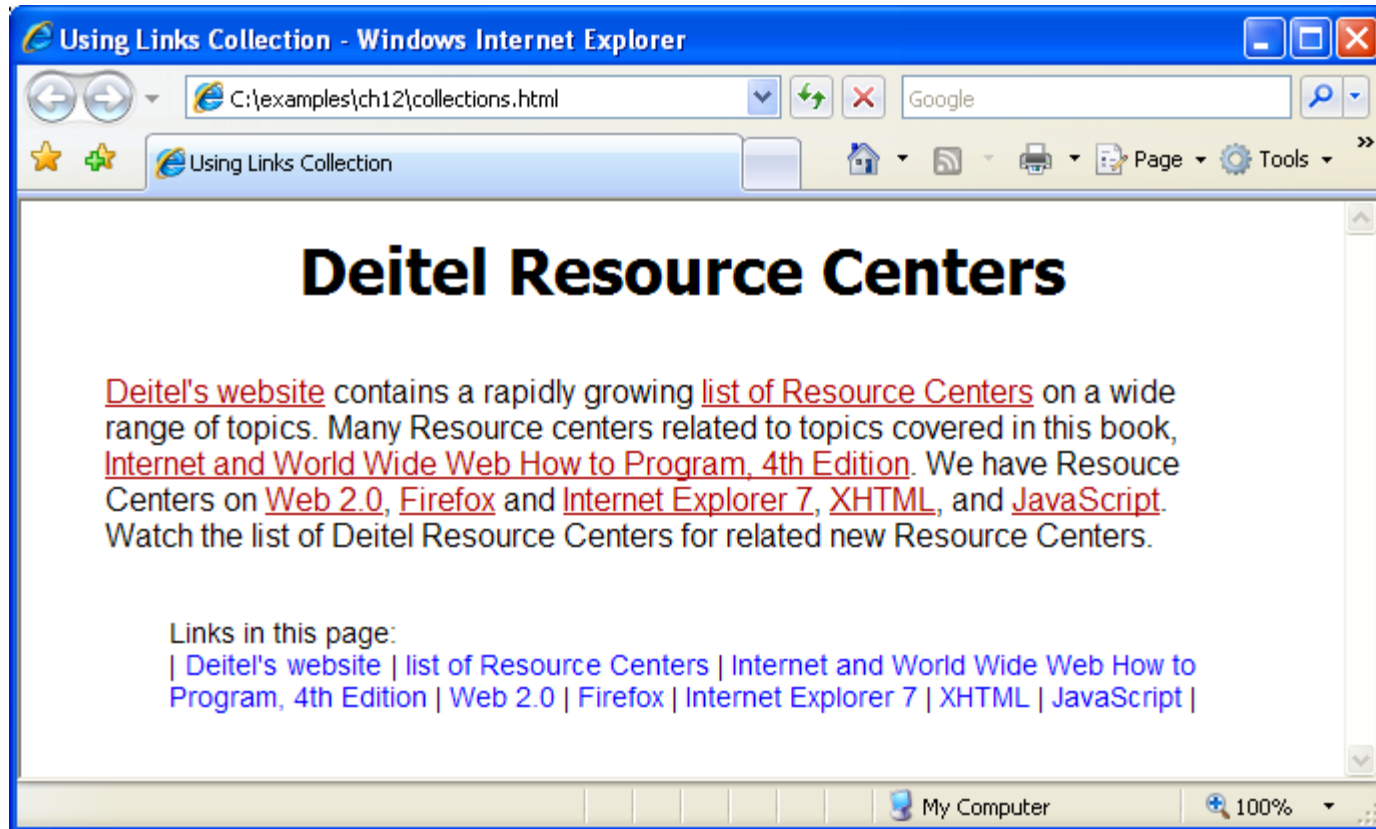 Using Links Collection - Windows Internet Explorer
C:\examples\ch12\collections.html
Google
Using Links Collection
Page
Tools
»
Deitel Resource Centers
Deitel's website contains a rapidly growing list of Resource Centers on a wide
range of topics. Many Resource centers related to topics covered in this book,
Internet and World Wide Web How to Program, 4th Edition. We have Resouce
Centers on Web 2.0, Firefox and Internet Explorer 7, XHTML, and JavaScript.
Watch the list of Deitel Resource Centers for related new Resource Centers.
Links in this page:
| Deitel's website | list of Resource Centers | Internet and World Wide Web How to
Program, 4th Edition | Web 2.0 | Firefox | Internet Explorer 7 | XHTML | JavaScript |
My Computer
100%